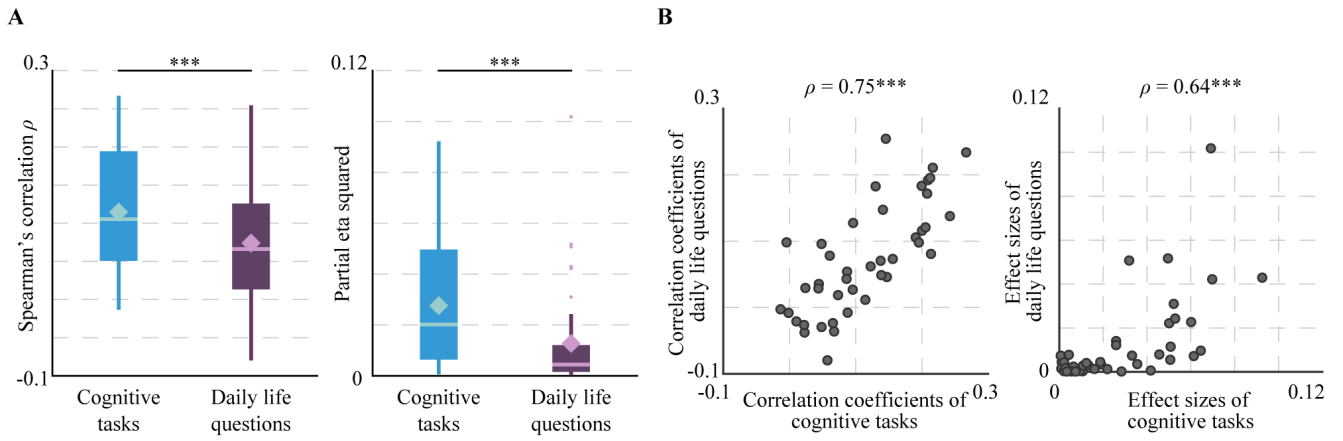 A
B
0.3
***
Spearman's correlation ρ
-0.1
Cognitive
tasks
Daily life
questions
0.12
***
Partial eta squared
0
Cognitive
tasks
Daily life
questions
ρ = 0.75***
0.3
Correlation coefficients of
daily life questions
-0.1
-0.1
0.3
Correlation coefficients of
cognitive tasks
ρ = 0.64***
0.12
Effect sizes of
daily life questions
0
0
0.12
Effect sizes of
cognitive tasks